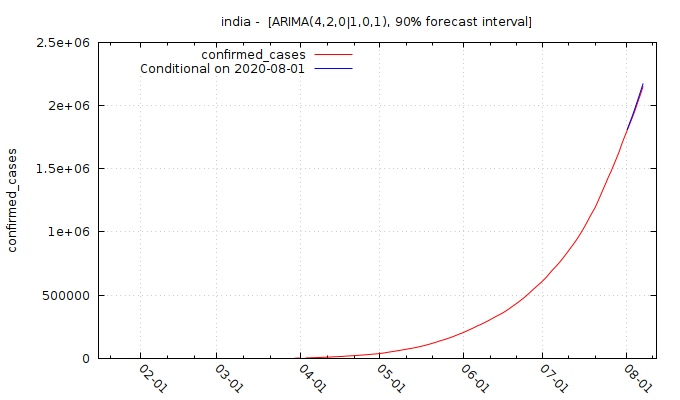 india -  [ARIMA(4,2,0|1,0,1), 90% forecast interval]
confirmed_cases
Conditional on 2020-08-01
2.5e+06
2e+06
1.5e+06
1e+06
500000
0
confirmed_cases
02-01
03-01
04-01
05-01
06-01
07-01
08-01